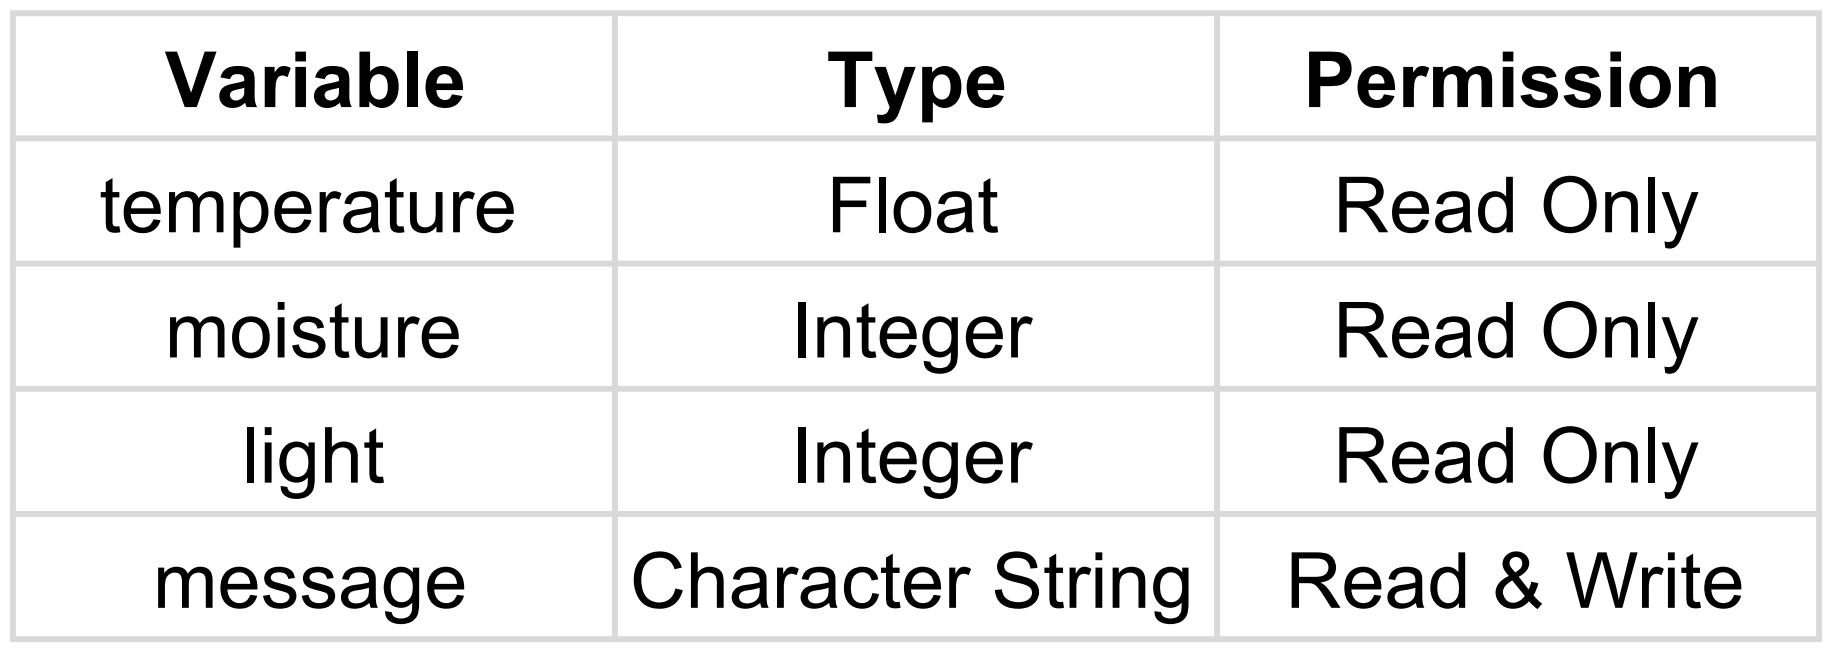 Variable Type Permission
temperature Float Read Only
moisture Integer Read Only
light Integer Read Only
message Character String Read & Write